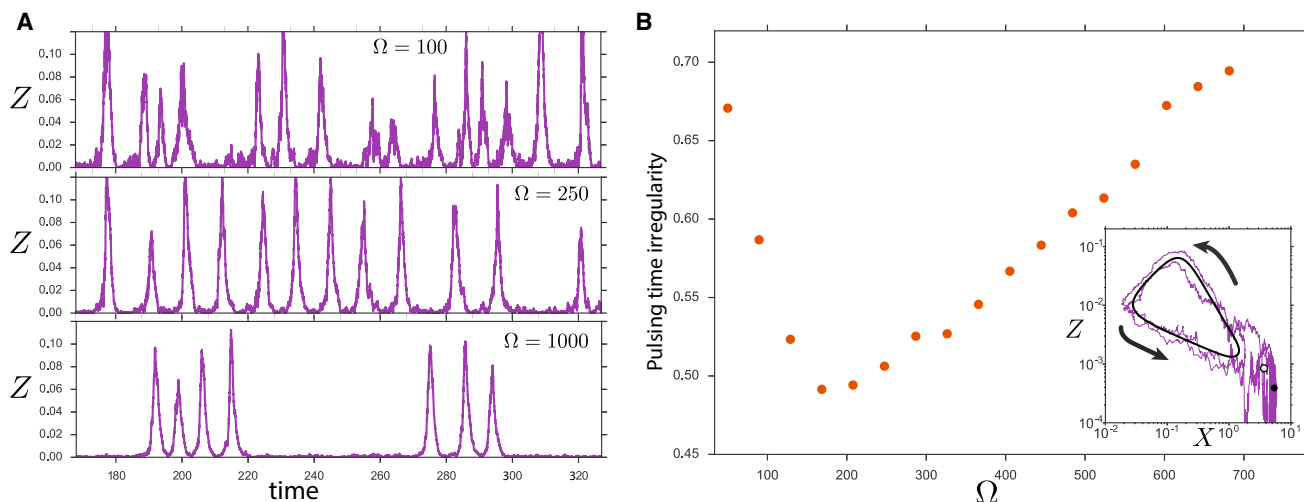 A
Z
0.10
0.08
0.06
0.04
0.02
0.00
Ω = 100
Z
0.10
0.08
0.06
0.04
0.02
0.00
Ω = 250
Z
0.10
0.08
0.06
0.04
0.02
0.00
Ω = 1000
180 200 220 240 260 280 300 320
time
B
Pulsing time irregularity
0.70
0.65
0.60
0.55
0.50
0.45
100 200 300 400 500 600 700
Ω
Z
10⁻¹
10⁻²
10⁻³
10⁻⁴
10⁻² 10⁻¹ 10⁰ 10¹
X